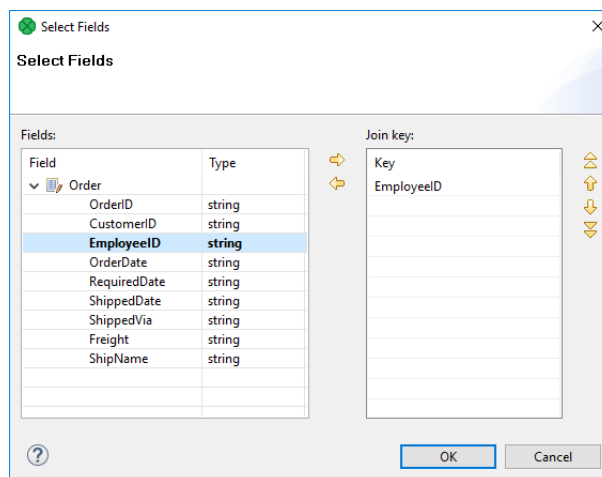 Select Fields
Select Fields
Fields:
Field Type
Order
OrderID string
CustomerID string
EmployeeID string
OrderDate string
RequiredDate string
ShippedDate string
ShippedVia string
Freight string
ShipName string
Join key:
Key
EmployeeID
OK Cancel